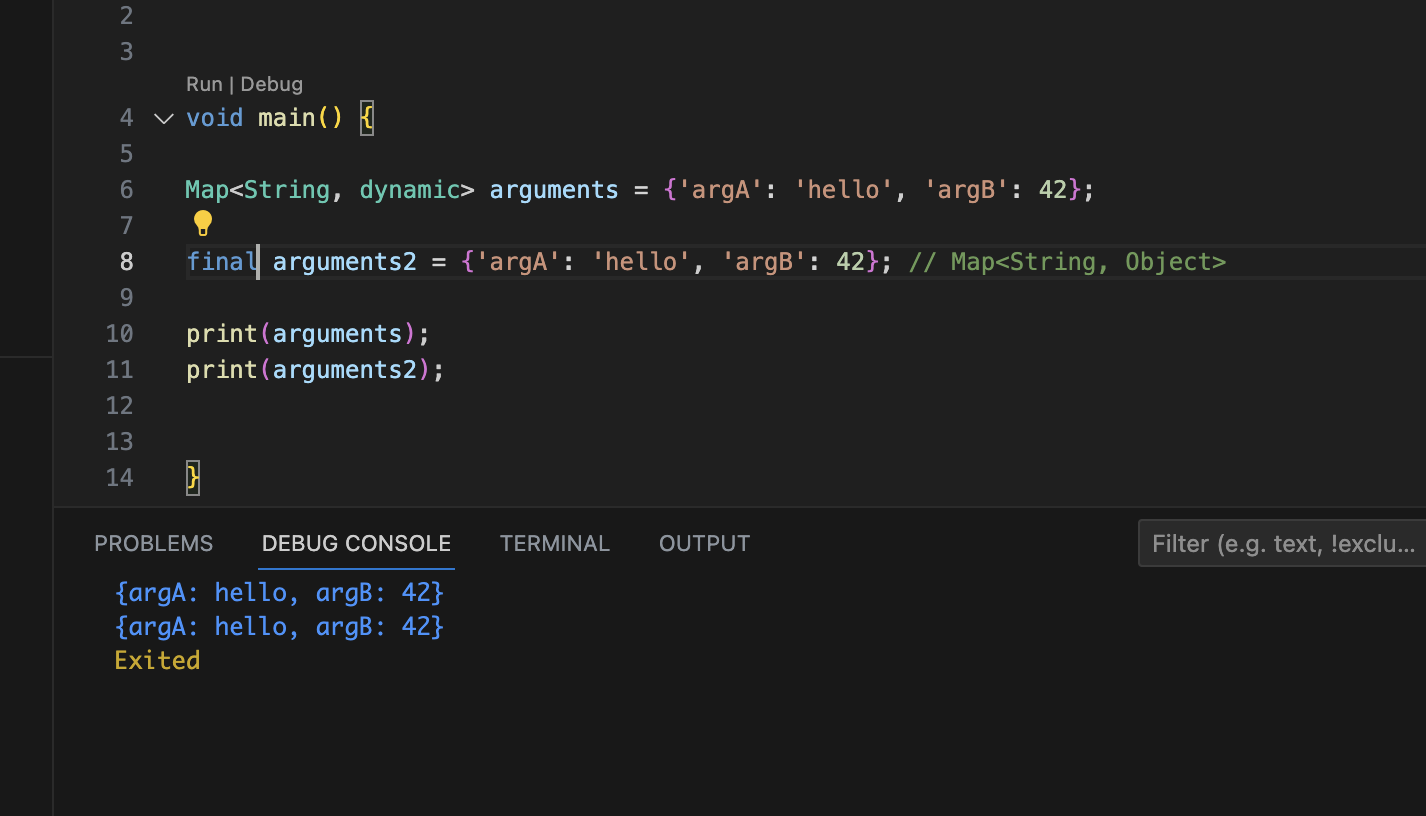 2
3
Run | Debug
4 void main() {
5
6 Map<String, dynamic> arguments = {'argA': 'hello', 'argB': 42};
7
8 final arguments2 = {'argA': 'hello', 'argB': 42}; // Map<String, Object>
9
10 print(arguments);
11 print(arguments2);
12
13
14 }
PROBLEMS DEBUG CONSOLE TERMINAL OUTPUT Filter (e.g. text, !exclu...
{argA: hello, argB: 42}
{argA: hello, argB: 42}
Exited